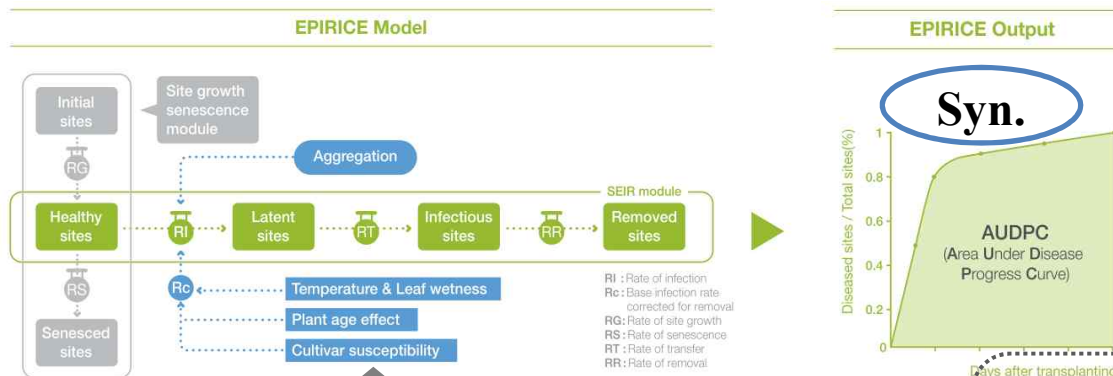 EPIRICE Model
Initial
sites
Site growth
senescence
module
RG
Aggregation
SEIR module
Healthy
sites
RI
Latent
sites
RT
Infectious
sites
RR
Removed
sites
RS
Rc
Temperature & Leaf wetness
Plant age effect
Cultivar susceptibility
Senesced
sites
RI : Rate of infection
Rc : Base infection rate
corrected for removal
RG : Rate of site growth
RS : Rate of senescence
RT : Rate of transfer
RR : Rate of removal
EPIRICE Output
Syn.
Diseased sites / Total sites(%)
1
0.8
0.6
0.4
0.2
0
AUDPC
(Area Under Disease
Progress Curve)
Days after transplanting